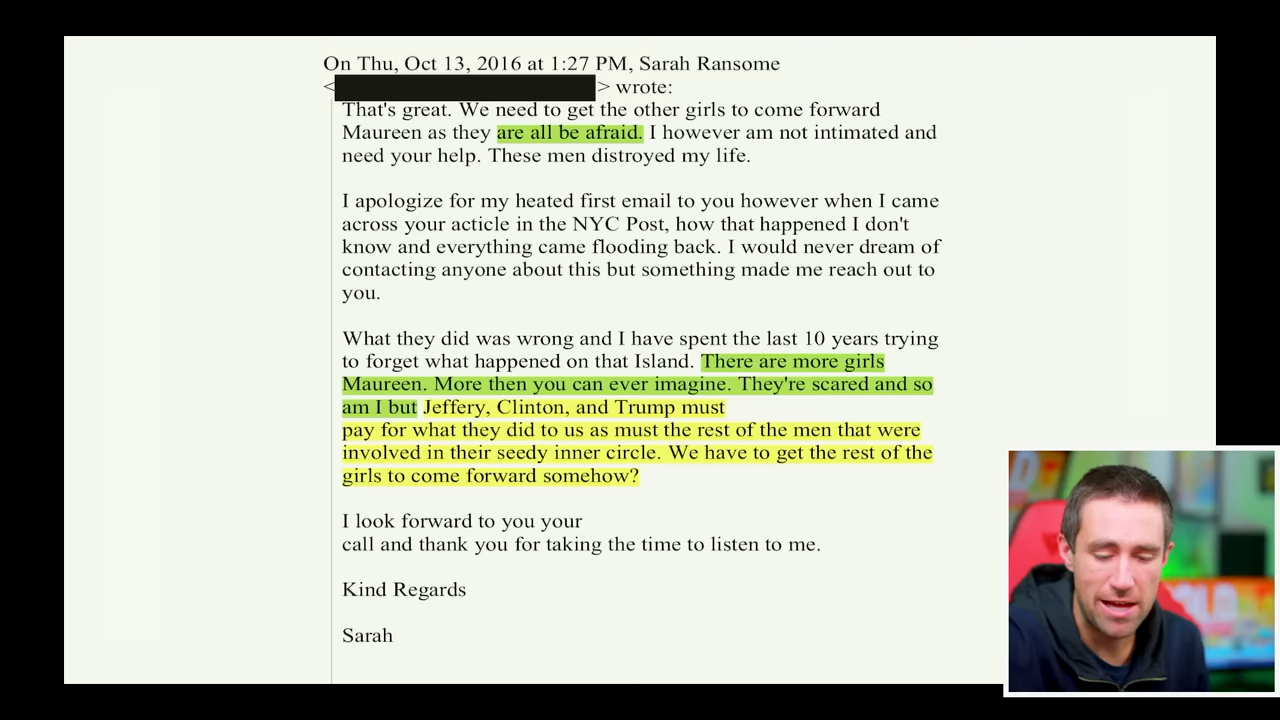 On Thu, Oct 13, 2016 at 1:27 PM, Sarah Ransome
< > wrote:
That's great. We need to get the other girls to come forward
Maureen as they are all be afraid. I however am not intimated and
need your help. These men distroyed my life.
I apologize for my heated first email to you however when I came
across your acticle in the NYC Post, how that happened I don't
know and everything came flooding back. I would never dream of
contacting anyone about this but something made me reach out to
you.
What they did was wrong and I have spent the last 10 years trying
to forget what happened on that Island. There are more girls
Maureen. More then you can ever imagine. They're scared and so
am I but Jeffery, Clinton, and Trump must
pay for what they did to us as must the rest of the men that were
involved in their seedy inner circle. We have to get the rest of the
girls to come forward somehow?
I look forward to you your
call and thank you for taking the time to listen to me.
Kind Regards
Sarah